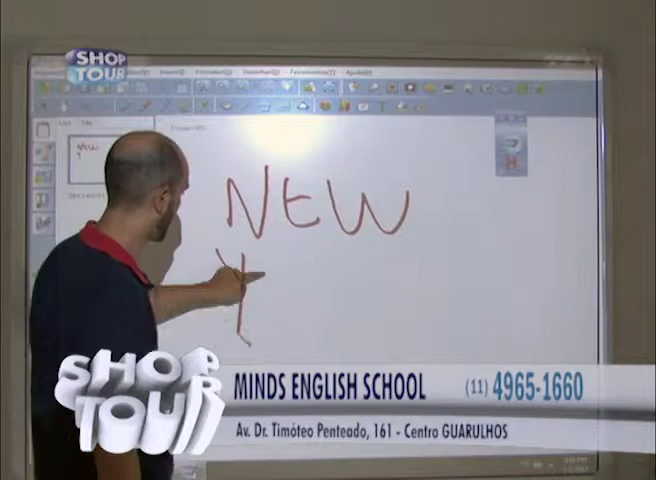 SHOP
TOUR
NEW
Y
SHOP
TOUR
MINDS ENGLISH SCHOOL (11) 4965-1660
Av. Dr. Timóteo Penteado, 161 - Centro GUARULHOS